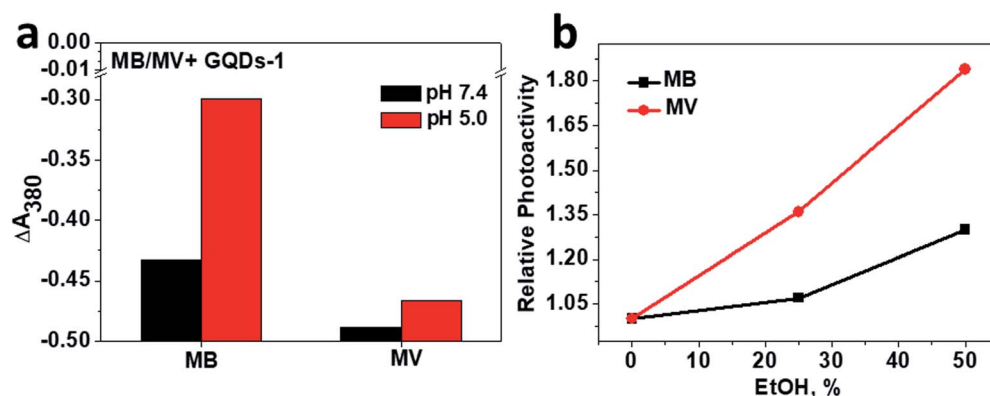 a
MB/MV+ GQDs-1
pH 7.4
pH 5.0
0.00
-0.01
-0.30
-0.35
-0.40
-0.45
-0.50
ΔA380
MB
MV
b
MB
MV
1.80
1.65
1.50
1.35
1.20
1.05
Relative Photoactivity
0
10
20
30
40
50
EtOH, %